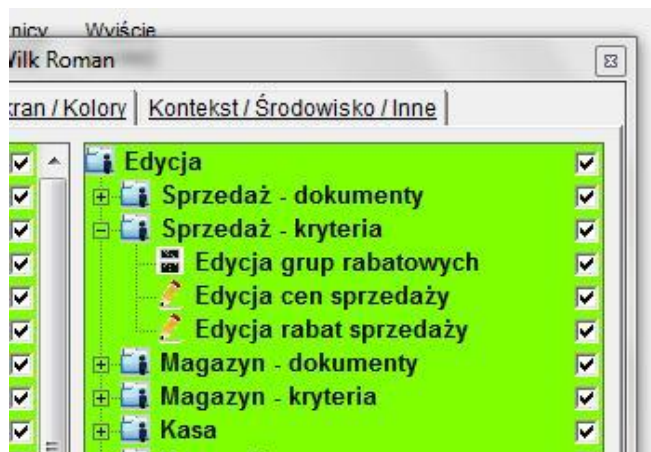 Wyjście
Roman
Kolory Kontekst / Środowisko / Inne
Edycja
Sprzedaż - dokumenty
Sprzedaż - kryteria
Edycja grup rabatowych
Edycja cen sprzedaży
Edycja rabat sprzedaży
Magazyn - dokumenty
Magazyn - kryteria
Kasa